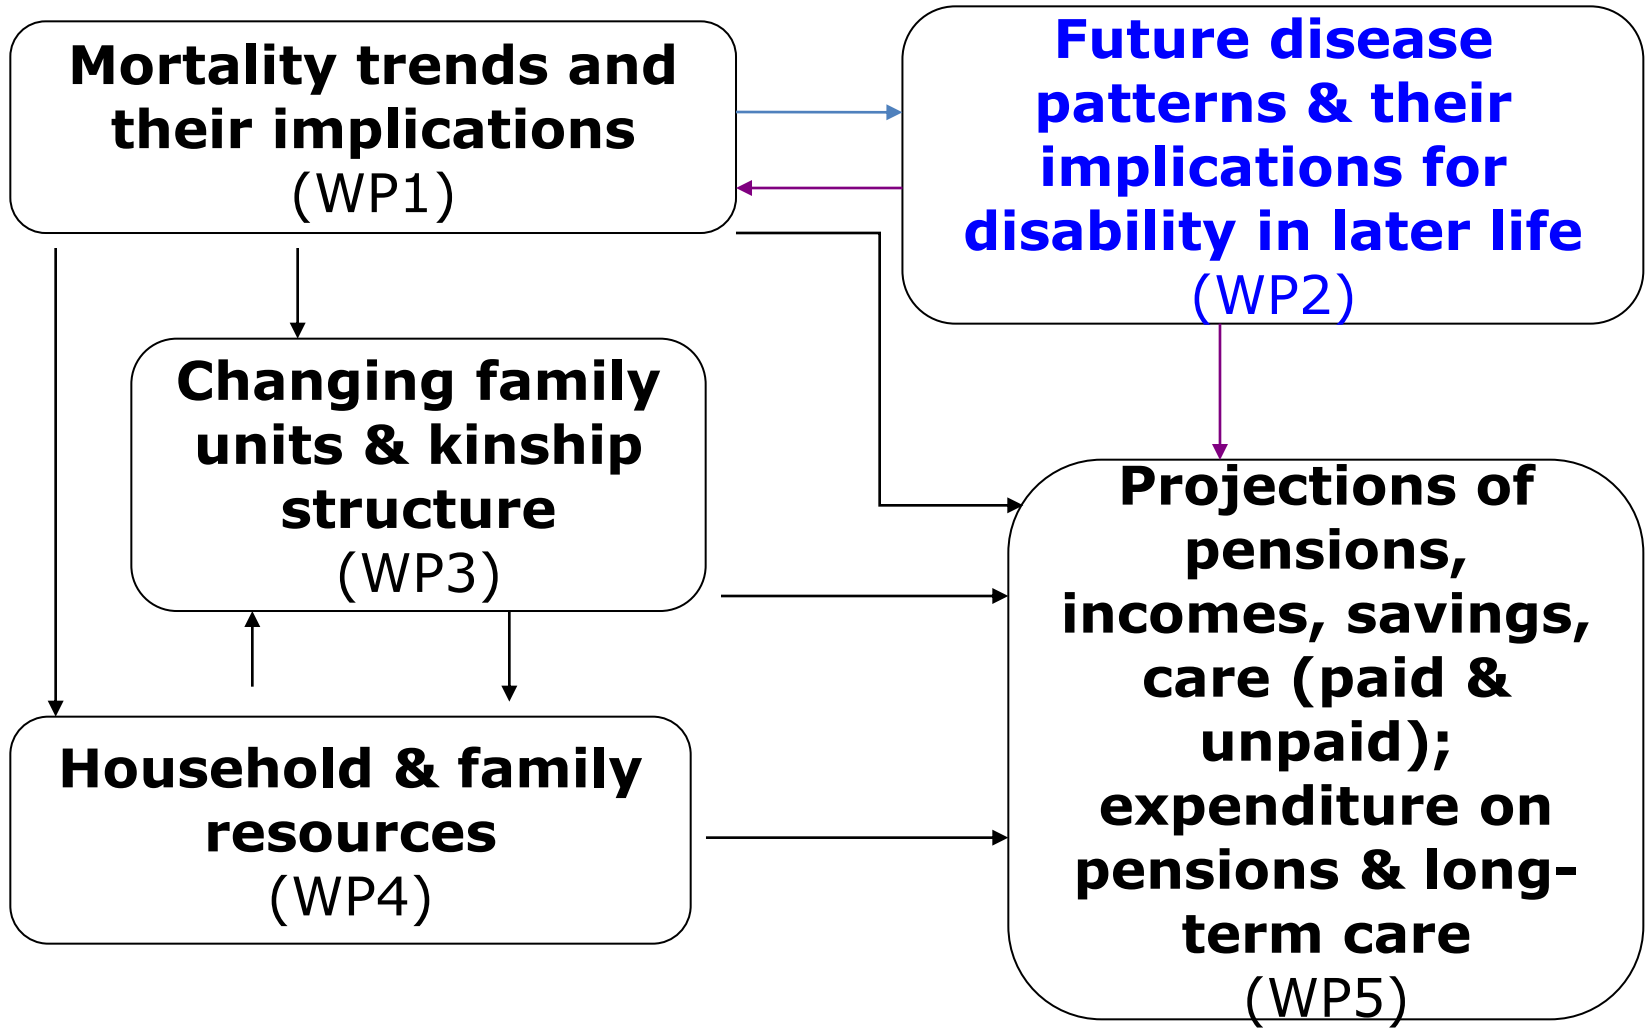 Mortality trends and
their implications
(WP1)
Future disease
patterns & their
implications for
disability in later life
(WP2)
Changing family
units & kinship
structure
(WP3)
Household & family
resources
(WP4)
Projections of
pensions,
incomes, savings,
care (paid &
unpaid);
expenditure on
pensions & long-
term care
(WP5)